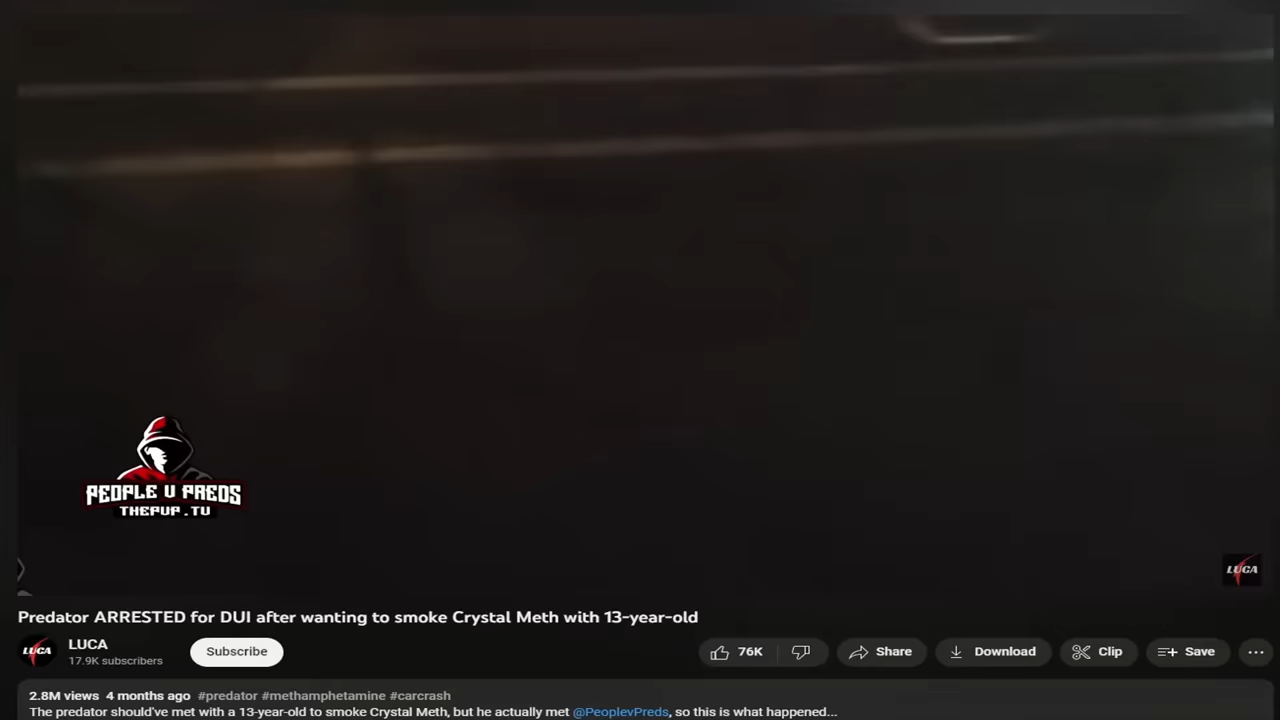 PEOPLE V PREDS
THEPVP.TV
LUCA
Predator ARRESTED for DUI after wanting to smoke Crystal Meth with 13-year-old
LUCA
LUCA
17.9K subscribers
Subscribe
76K
Share
Download
Clip
Save
2.8M views 4 months ago #predator #methamphetamine #carcrash
The predator should've met with a 13-year-old to smoke Crystal Meth, but he actually met @PeoplevPreds, so this is what happened...